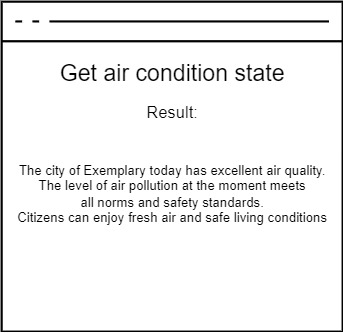 Get air condition state
Result:
The city of Exemplary today has excellent air quality.
The level of air pollution at the moment meets
all norms and safety standards.
Citizens can enjoy fresh air and safe living conditions